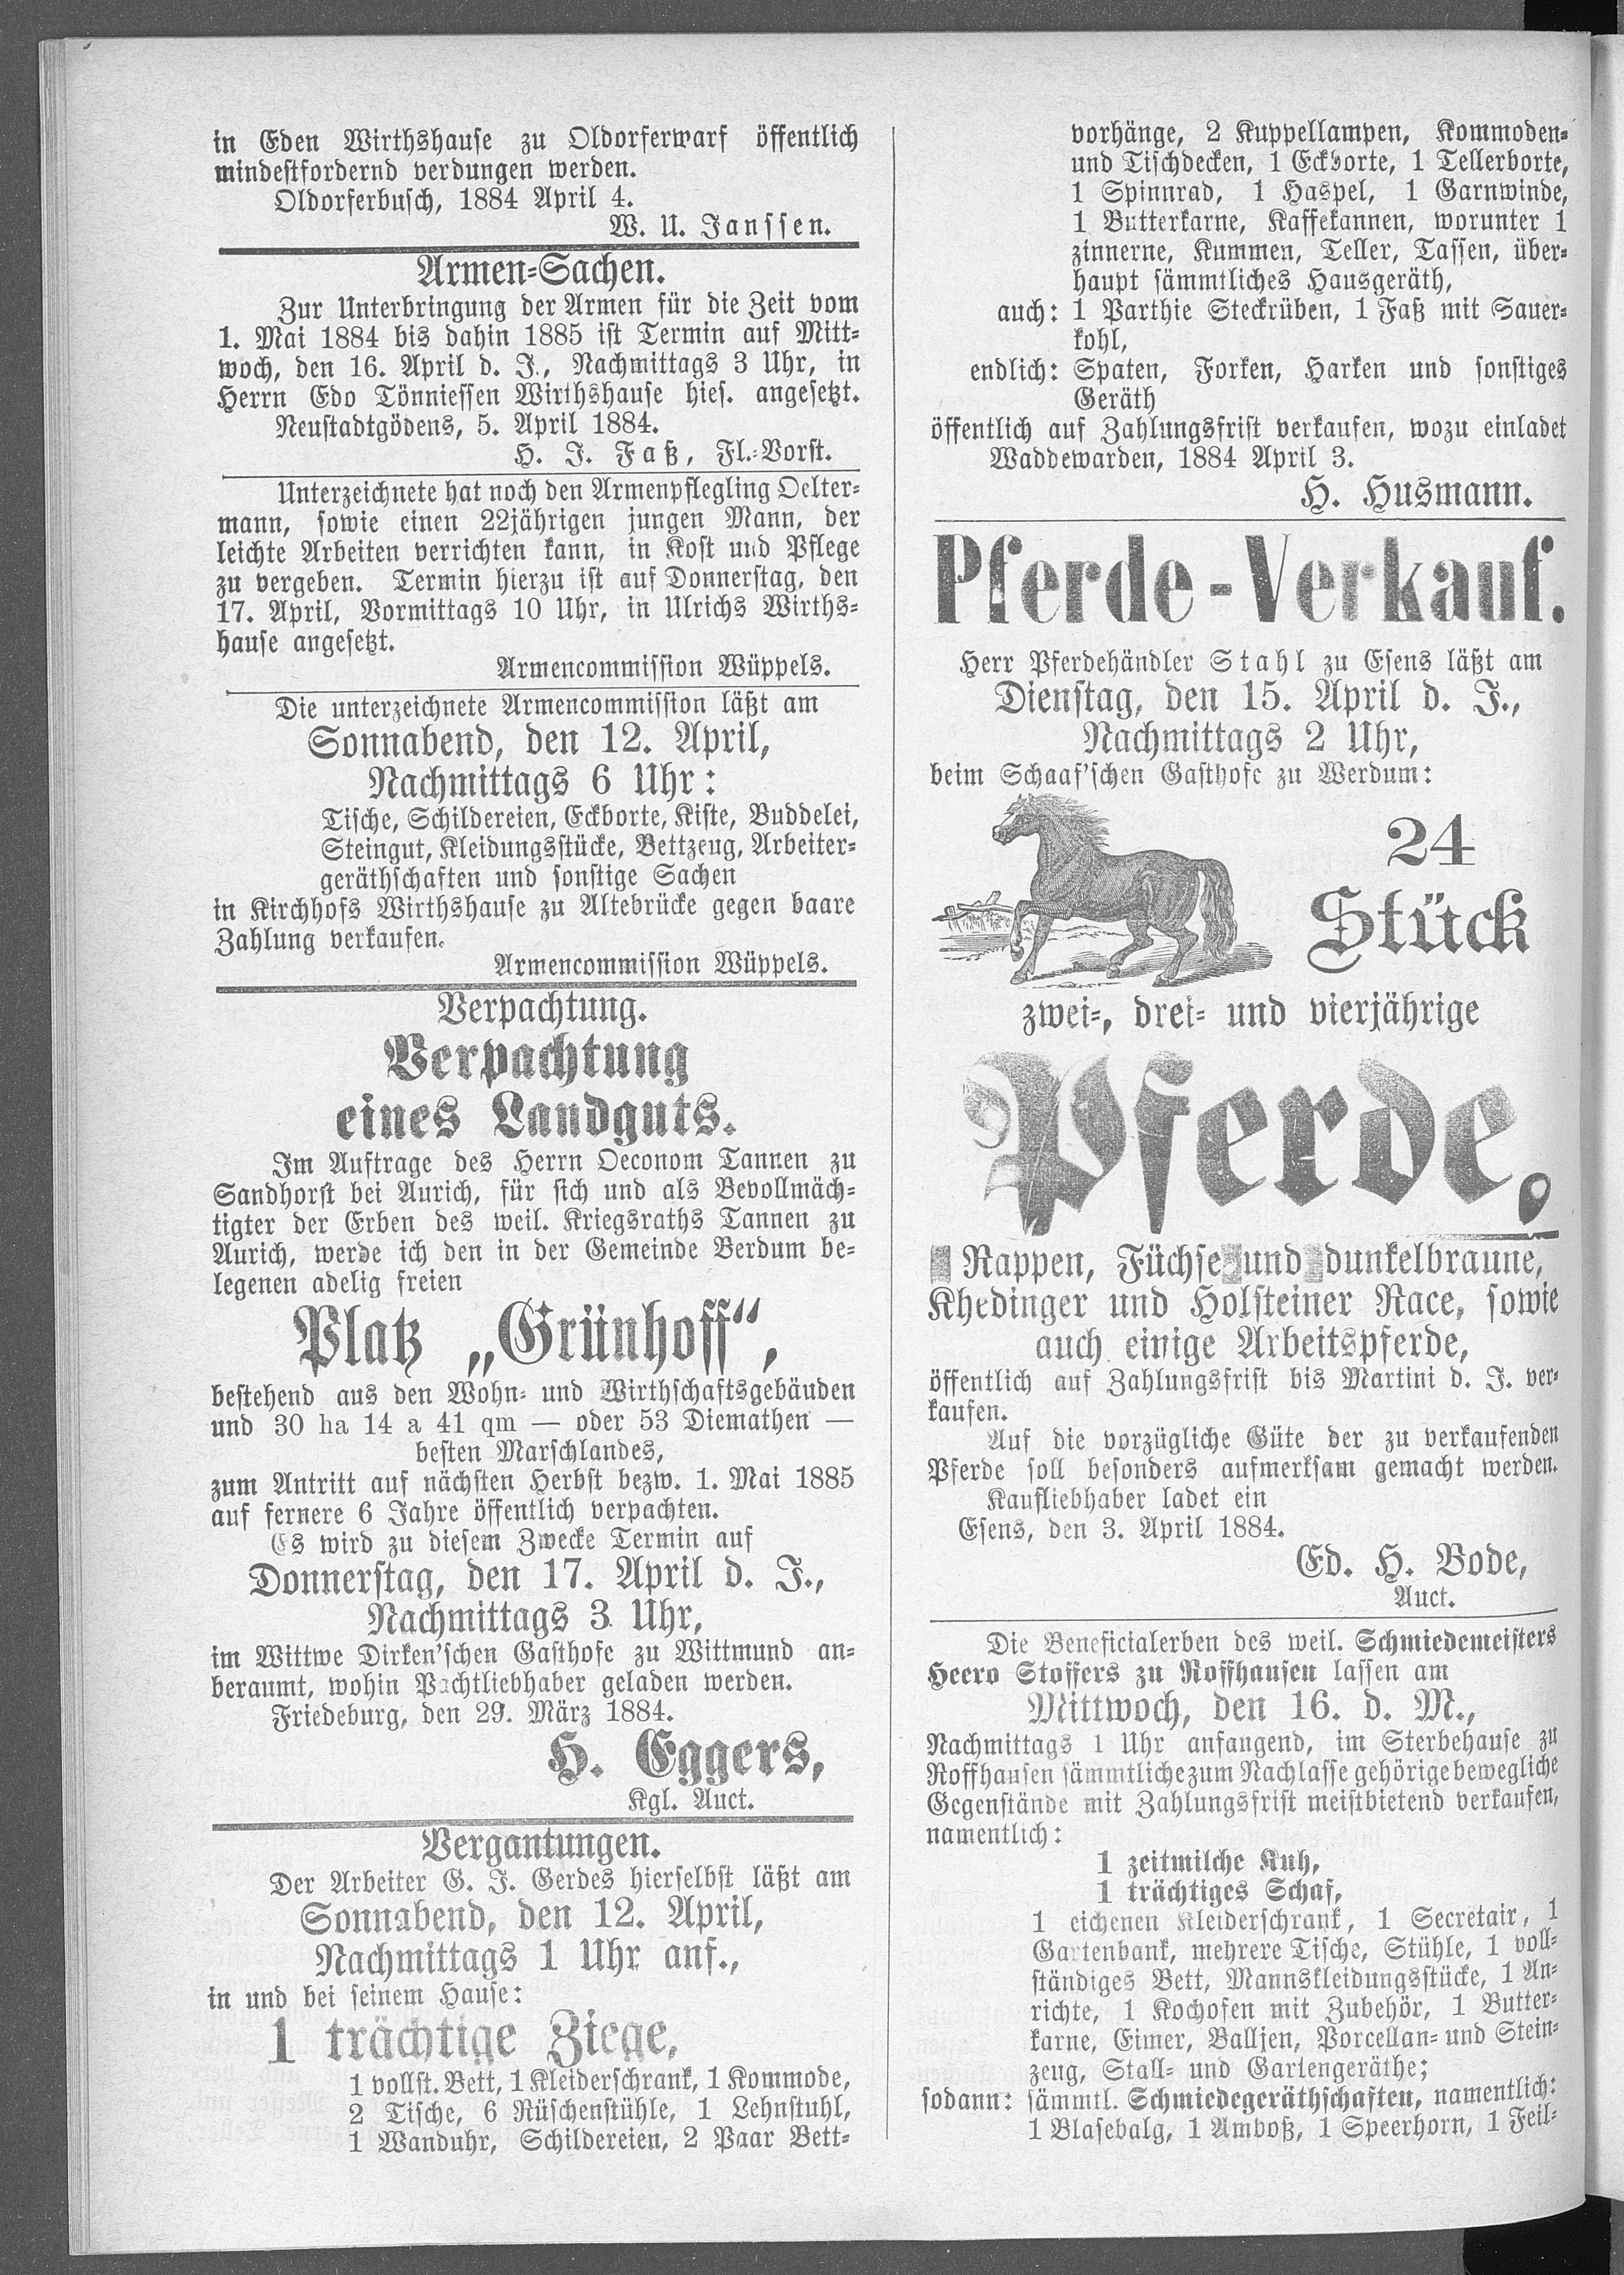 in Eden Wirthshause zu Oldorferwarf öffentlich
mindestfordernd verdungen werden.
Oldorferbusch, 1884 April 4.
W. U. Janssen.
Armen-Sachen.
Zur Unterbringung der Armen für die Zeit vom
1. Mai 1884 bis dahin 1885 ist Termin auf Mitt-
woch, den 16. April d. J., Nachmittags 3 Uhr, in
Herrn Edo Tönniessen Wirthshause hies. angesetzt.
Neustadtgödens, 5. April 1884.
H. J. Faß, Fl.-Vorst.
Unterzeichnete hat noch den Armenpflegling Oelter-
mann, sowie einen 22jährigen jungen Mann, der
leichte Arbeiten verrichten kann, in Kost und Pflege
zu vergeben. Termin hierzu ist auf Donnerstag, den
17. April, Vormittags 10 Uhr, in Ulrichs Wirths-
hause angesetzt.
Armencommission Wüppels.
Die unterzeichnete Armencommission läßt am
Sonnabend, den 12. April,
Nachmittags 6 Uhr:
Tische, Schildereien, Eckborte, Kiste, Buddelei,
Steingut, Kleidungsstücke, Bettzeug, Arbeiter-
geräthschaften und sonstige Sachen
in Kirchhofs Wirthshause zu Altebrücke gegen baare
Zahlung verkaufen.
Armencommission Wüppels.
Verpachtung.
Verpachtung
eines Landguts.
Im Auftrage des Herrn Oeconom Tannen zu
Sandhorst bei Aurich, für sich und als Bevollmäch-
tigter der Erben des weil. Kriegsraths Tannen zu
Aurich, werde ich den in der Gemeinde Berdum be-
legenen adelig freien
Platz „Grünhoff“,
bestehend aus den Wohn- und Wirthschaftsgebäuden
und 30 ha 14 a 41 qm — oder 53 Diemathen —
besten Marschlandes,
zum Antritt auf nächsten Herbst bezw. 1. Mai 1885
auf fernere 6 Jahre öffentlich verpachten.
Es wird zu diesem Zwecke Termin auf
Donnerstag, den 17. April d. J.,
Nachmittags 3 Uhr,
im Wittwe Dirken'schen Gasthofe zu Wittmund an-
beraumt, wohin Pachtliebhaber geladen werden.
Friedeburg, den 29. März 1884.
H. Eggers,
Kgl. Auct.
Vergantungen.
Der Arbeiter G. J. Gerdes hierselbst läßt am
Sonnabend, den 12. April,
Nachmittags 1 Uhr anf.,
in und bei seinem Hause:
1 trächtige Ziege,
1 vollst. Bett, 1 Kleiderschrank, 1 Kommode,
2 Tische, 6 Rüschenstühle, 1 Lehnstuhl,
1 Wanduhr, Schildereien, 2 Paar Bett-
vorhänge, 2 Kuppellampen, Kommoden-
und Tischdecken, 1 Eckborte, 1 Tellerborte,
1 Spinnrad, 1 Haspel, 1 Garnwinde,
1 Butterkarne, Kaffekannen, worunter 1
zinnerne, Kummen, Teller, Tassen, über-
haupt sämmtliches Hausgeräth,
auch: 1 Parthie Steckrüben, 1 Faß mit Sauer-
kohl,
endlich: Spaten, Forken, Harken und sonstiges
Geräth
öffentlich auf Zahlungsfrist verkaufen, wozu einladet
Waddewarden, 1884 April 3.
H. Husmann.
Pferde-Verkauf.
Herr Pferdehändler Stahl zu Esens läßt am
Dienstag, den 15. April d. J.,
Nachmittags 2 Uhr,
beim Schaaf'schen Gasthofe zu Werdum:
24
Stück
zwei-, drei- und vierjährige
Pferde,
Rappen, Füchse und dunkelbraune,
Khedinger und Holsteiner Race, sowie
auch einige Arbeitspferde,
öffentlich auf Zahlungsfrist bis Martini d. J. ver-
kaufen.
Auf die vorzügliche Güte der zu verkaufenden
Pferde soll besonders aufmerksam gemacht werden.
Kaufliebhaber ladet ein
Esens, den 3. April 1884.
Ed. H. Bode,
Auct.
Die Beneficialerben des weil. Schmiedemeisters
Heero Stoffers zu Roffhausen lassen am
Mittwoch, den 16. d. M.,
Nachmittags 1 Uhr anfangend, im Sterbehause zu
Roffhausen sämmtliche zum Nachlasse gehörige bewegliche
Gegenstände mit Zahlungsfrist meistbietend verkaufen,
namentlich:
1 zeitmilche Kuh,
1 trächtiges Schaf,
1 eichenen Kleiderschrank, 1 Secretair, 1
Gartenbank, mehrere Tische, Stühle, 1 voll-
ständiges Bett, Mannskleidungsstücke, 1 An-
richte, 1 Kochofen mit Zubehör, 1 Butter-
karne, Eimer, Balljen, Porcellan- und Stein-
zeug, Stall- und Gartengeräthe;
sodann: sämmtl. Schmiedegeräthschaften, namentlich:
1 Blasebalg, 1 Amboß, 1 Speerhorn, 1 Feil-